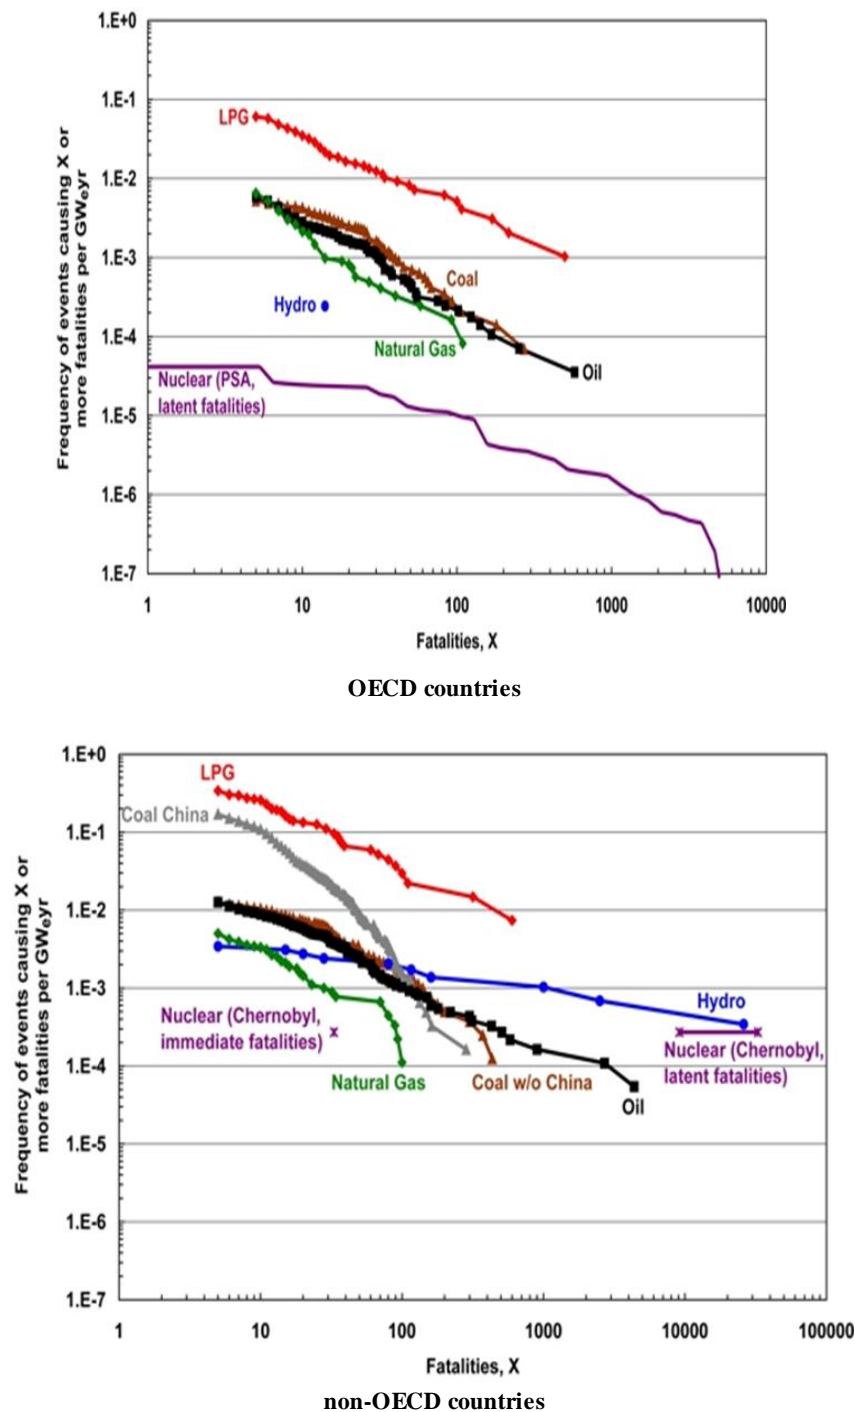 1.E+0
1.E-1
1.E-2
1.E-3
1.E-4
1.E-5
1.E-6
1.E-7
Frequency of events causing X or
more fatalities per GWeyr
LPG
Coal
Hydro
Natural Gas
Oil
Nuclear (PSA,
latent fatalities)
1 10 100 1000 10000
Fatalities, X
OECD countries
1.E+0
1.E-1
1.E-2
1.E-3
1.E-4
1.E-5
1.E-6
1.E-7
Frequency of events causing X or
more fatalities per GWeyr
LPG
Coal China
Hydro
Nuclear (Chernobyl,
immediate fatalities)
Nuclear (Chernobyl,
latent fatalities)
Natural Gas
Coal w/o China
Oil
1 10 100 1000 10000 100000
Fatalities, X
non-OECD countries